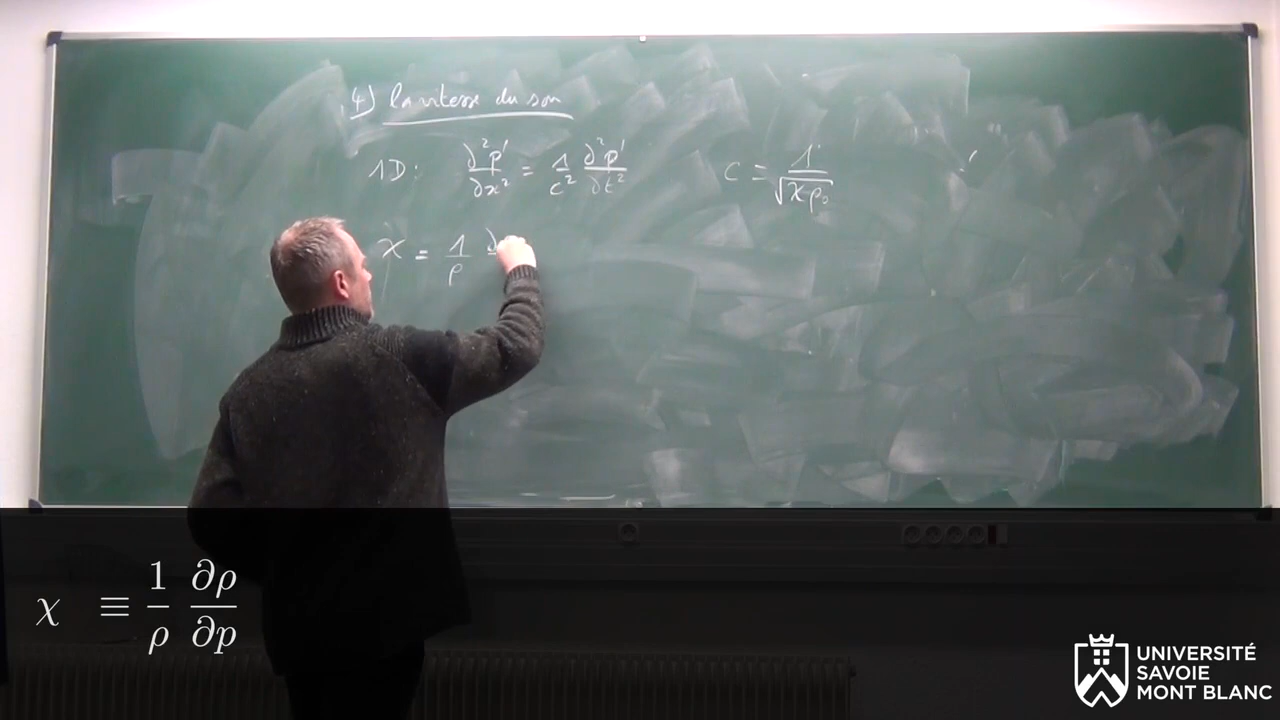 4) la vitesse du son
1D: ∂²p'/∂x² = 1/c² ∂²p'/∂t² c = 1/√(χρ₀)
χ = 1/ρ ∂
χ ≡ 1/ρ ∂ρ/∂p
UNIVERSITÉ
SAVOIE
MONT BLANC